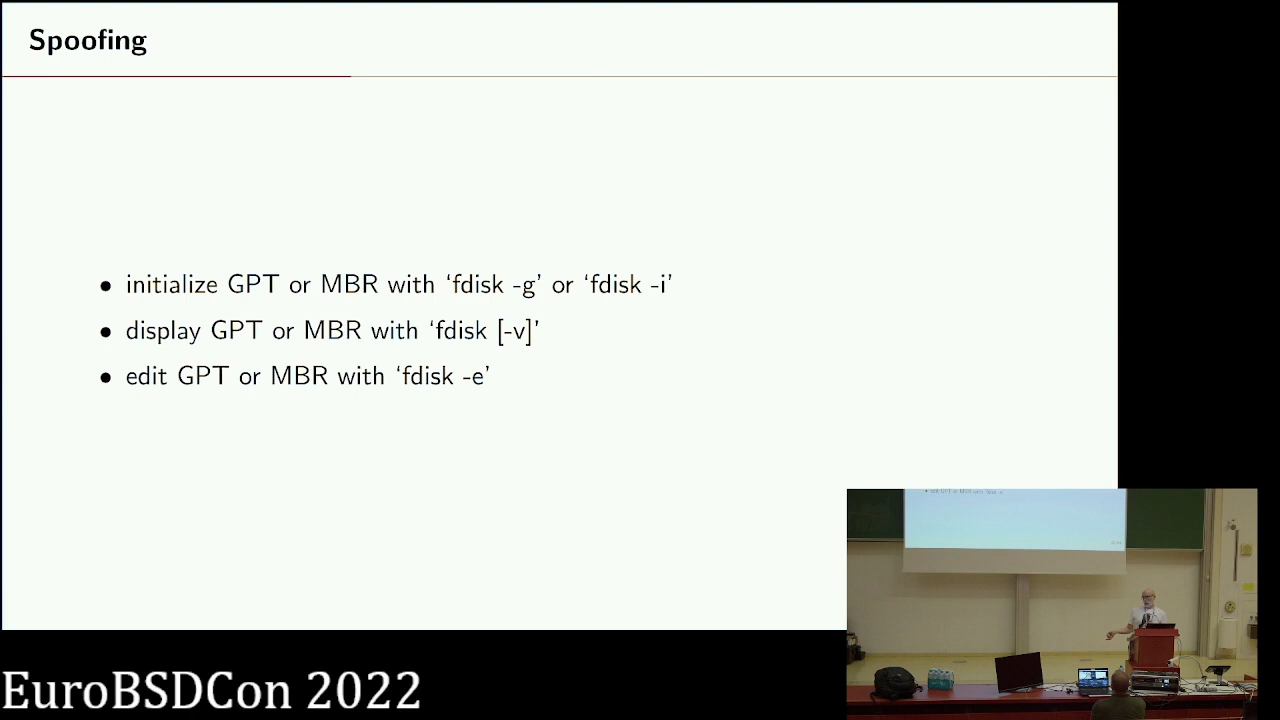 Spoofing
• initialize GPT or MBR with ‘fdisk -g’ or ‘fdisk -i’
• display GPT or MBR with ‘fdisk [-v]’
• edit GPT or MBR with ‘fdisk -e’
EuroBSDCon 2022